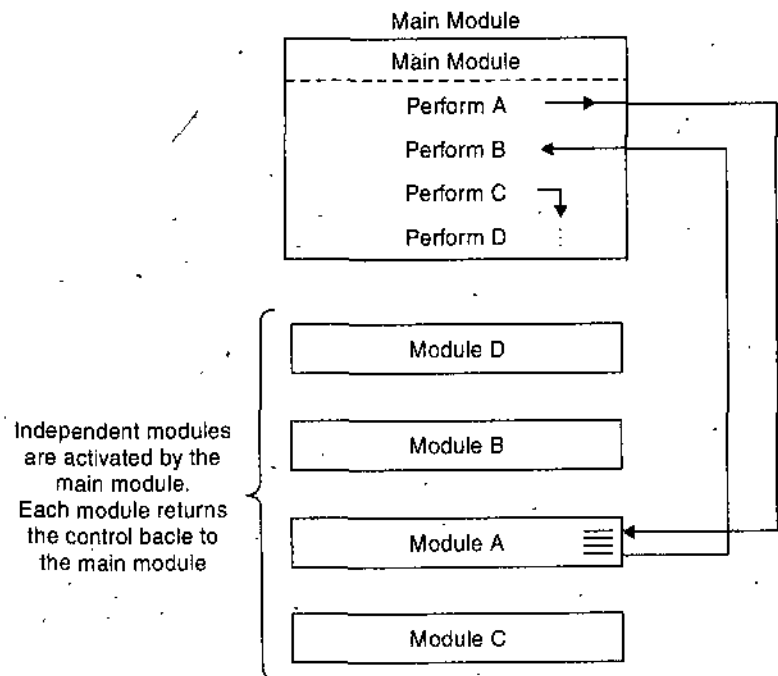 Main Module
Main Module
Perform A
Perform B
Perform C
Perform D
Module D
Independent modules
are activated by the
main module.
Each module returns
the control bacle to
the main module
Module B
Module A
Module C